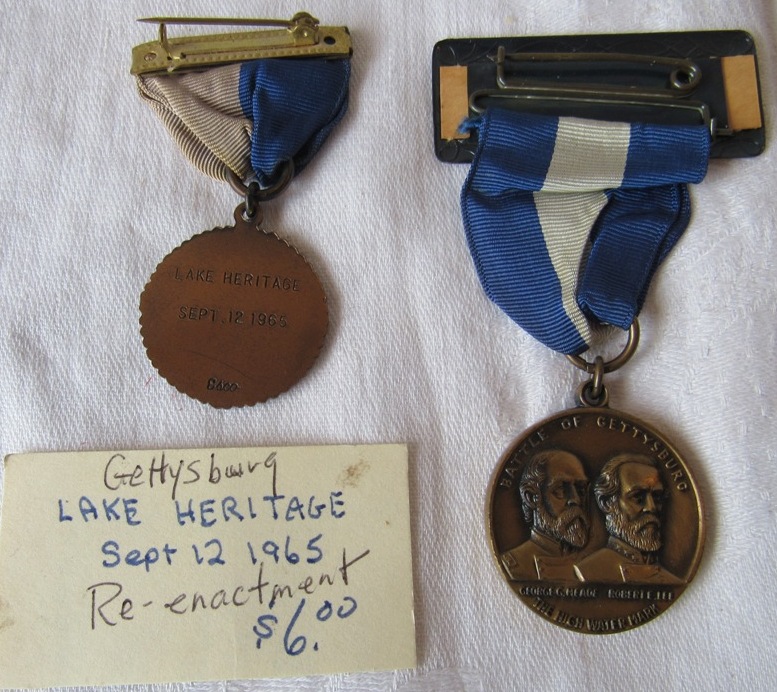 LAKE HERITAGE
SEPT. 12 1965
BATTLE OF GETTYSBURG
GEORGE G. MEADE ROBERT E. LEE
THE HIGH WATER MARK
Gettysburg
LAKE HERITAGE
Sept 12 1965
Re-enactment
$6.00